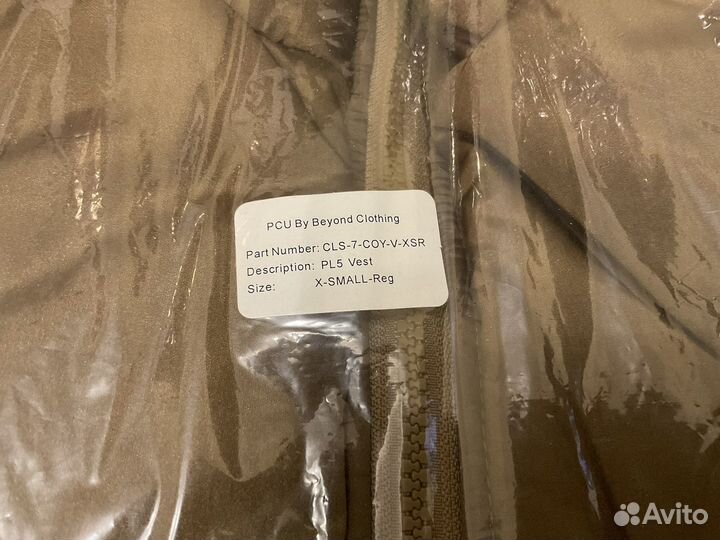 PCU By Beyond Clothing
Part Number: CLS-7-COY-V-XSR
Description: PL5 Vest
Size: X-SMALL-Reg
Avito